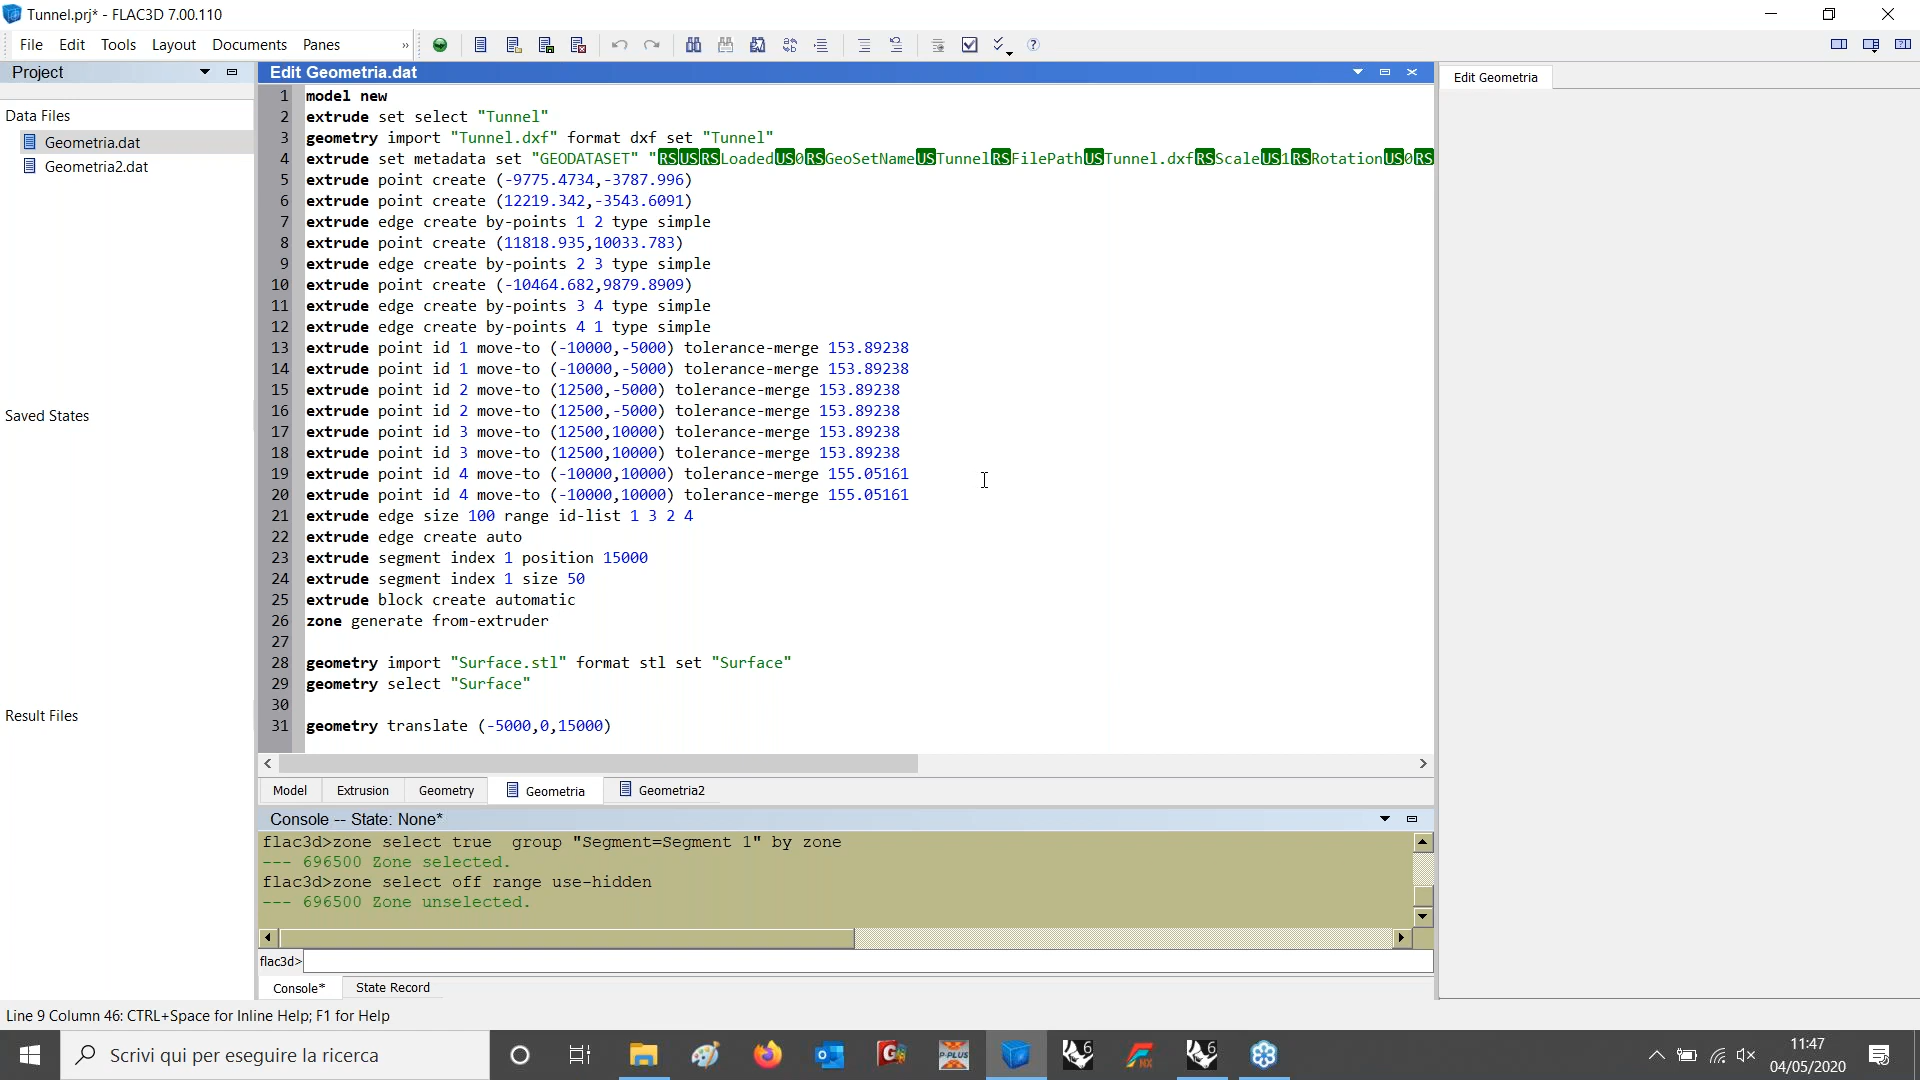 Tunnel.prj* - FLAC3D 7.00.110
File Edit Tools Layout Documents Panes »
Project
Edit Geometria.dat
Edit Geometria
Data Files
Geometria.dat
Geometria2.dat
Saved States
Result Files
1 model new
2 extrude set select "Tunnel"
3 geometry import "Tunnel.dxf" format dxf set "Tunnel"
4 extrude set metadata set "GEODATASET" "RSUSRSLoadedUS0RSGeoSetNameUSTunnelRSFilePathUSTunnel.dxfRSScaleUS1RSRotationUS0RS
5 extrude point create (-9775.4734,-3787.996)
6 extrude point create (12219.342,-3543.6091)
7 extrude edge create by-points 1 2 type simple
8 extrude point create (11818.935,10033.783)
9 extrude edge create by-points 2 3 type simple
10 extrude point create (-10464.682,9879.8909)
11 extrude edge create by-points 3 4 type simple
12 extrude edge create by-points 4 1 type simple
13 extrude point id 1 move-to (-10000,-5000) tolerance-merge 153.89238
14 extrude point id 1 move-to (-10000,-5000) tolerance-merge 153.89238
15 extrude point id 2 move-to (12500,-5000) tolerance-merge 153.89238
16 extrude point id 2 move-to (12500,-5000) tolerance-merge 153.89238
17 extrude point id 3 move-to (12500,10000) tolerance-merge 153.89238
18 extrude point id 3 move-to (12500,10000) tolerance-merge 153.89238
19 extrude point id 4 move-to (-10000,10000) tolerance-merge 155.05161
20 extrude point id 4 move-to (-10000,10000) tolerance-merge 155.05161
21 extrude edge size 100 range id-list 1 3 2 4
22 extrude edge create auto
23 extrude segment index 1 position 15000
24 extrude segment index 1 size 50
25 extrude block create automatic
26 zone generate from-extruder
27
28 geometry import "Surface.stl" format stl set "Surface"
29 geometry select "Surface"
30
31 geometry translate (-5000,0,15000)
Model Extrusion Geometry Geometria Geometria2
Console -- State: None*
flac3d>zone select true  group "Segment=Segment 1" by zone
--- 696500 Zone selected.
flac3d>zone select off range use-hidden
--- 696500 Zone unselected.
flac3d>
Console* State Record
Line 9 Column 46: CTRL+Space for Inline Help; F1 for Help
Scrivi qui per eseguire la ricerca
11:47
04/05/2020